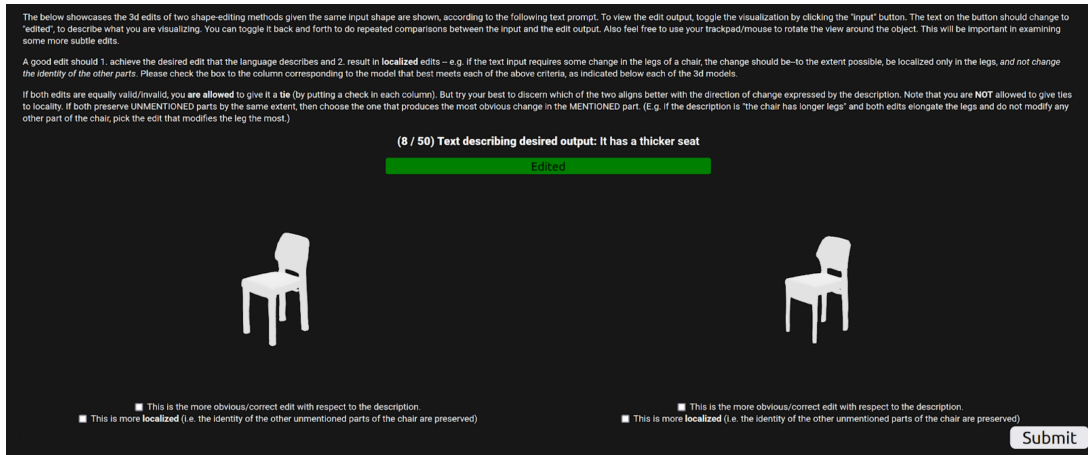 The below showcases the 3d edits of two shape-editing methods given the same input shape are shown, according to the following text prompt. To view the edit output, toggle the visualization by clicking the "input" button. The text on the button should change to
"edited", to describe what you are visualizing. You can toggle it back and forth to do repeated comparisons between the input and the edit output. Also feel free to use your trackpad/mouse to rotate the view around the object. This will be important in examining
some more subtle edits.
A good edit should 1. achieve the desired edit that the language describes and 2. result in localized edits -- e.g. if the text input requires some change in the legs of a chair, the change should be--to the extent possible, be localized only in the legs, and not change
the identity of the other parts. Please check the box to the column corresponding to the model that best meets each of the above criteria, as indicated below each of the 3d models.
If both edits are equally valid/invalid, you are allowed to give it a tie (by putting a check in each column). But try your best to discern which of the two aligns better with the direction of change expressed by the description. Note that you are NOT allowed to give ties
to locality. If both preserve UNMENTIONED parts by the same extent, then choose the one that produces the most obvious change in the MENTIONED part. (E.g. if the description is "the chair has longer legs" and both edits elongate the legs and do not modify any
other part of the chair, pick the edit that modifies the leg the most.)
(8 / 50) Text describing desired output: It has a thicker seat
Edited
This is the more obvious/correct edit with respect to the description.
This is more localized (i.e. the identity of the other unmentioned parts of the chair are preserved)
This is the more obvious/correct edit with respect to the description.
This is more localized (i.e. the identity of the other unmentioned parts of the chair are preserved)
Submit